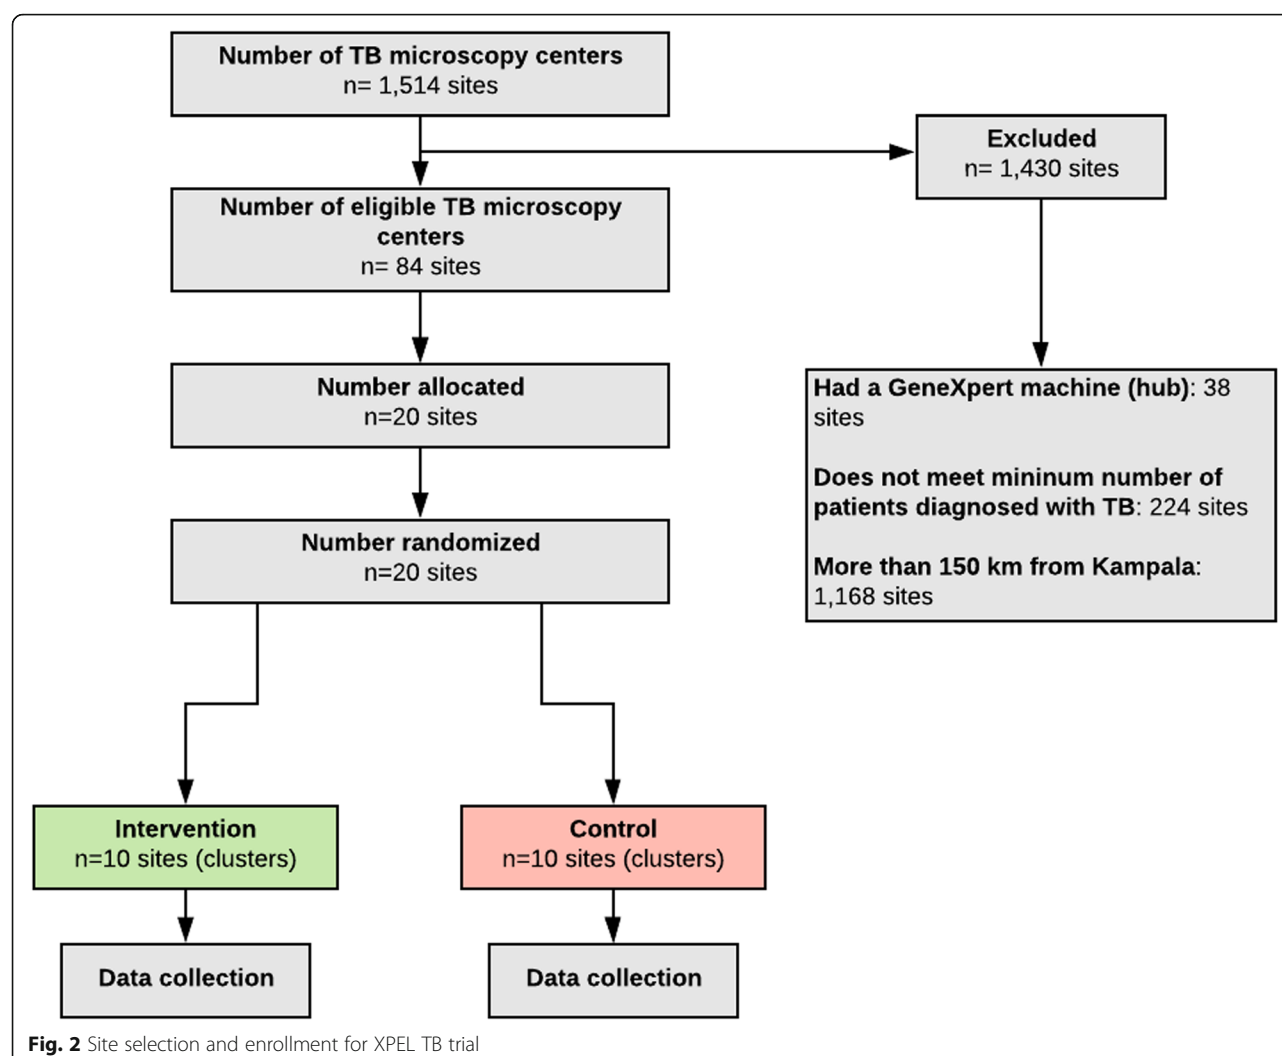 Number of TB microscopy centers
n= 1,514 sites
Excluded
n= 1,430 sites
Number of eligible TB microscopy
centers
n= 84 sites
Number allocated
n=20 sites
Had a GeneXpert machine (hub): 38
sites
Does not meet mininum number of
patients diagnosed with TB: 224 sites
More than 150 km from Kampala:
1,168 sites
Number randomized
n=20 sites
Intervention
n=10 sites (clusters)
Control
n=10 sites (clusters)
Data collection
Data collection
Fig. 2 Site selection and enrollment for XPEL TB trial